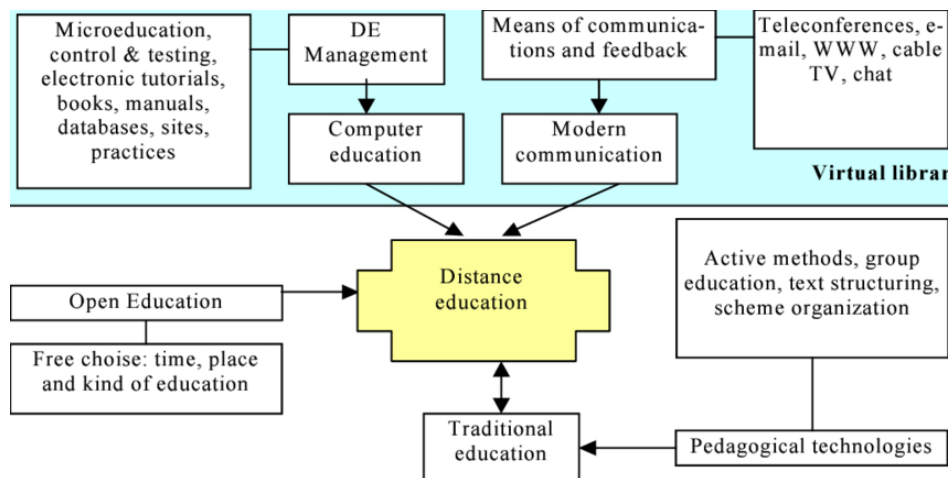 Microeducation,
control & testing,
electronic tutorials,
books, manuals,
databases, sites,
practices
DE
Management
Means of communica-
tions and feedback
Teleconferences, e-
mail, WWW, cable
TV, chat
Computer
education
Modern
communication
Virtual librar
Distance
education
Open Education
Free choise: time, place
and kind of education
Active methods, group
education, text structuring,
scheme organization
Traditional
education
Pedagogical technologies